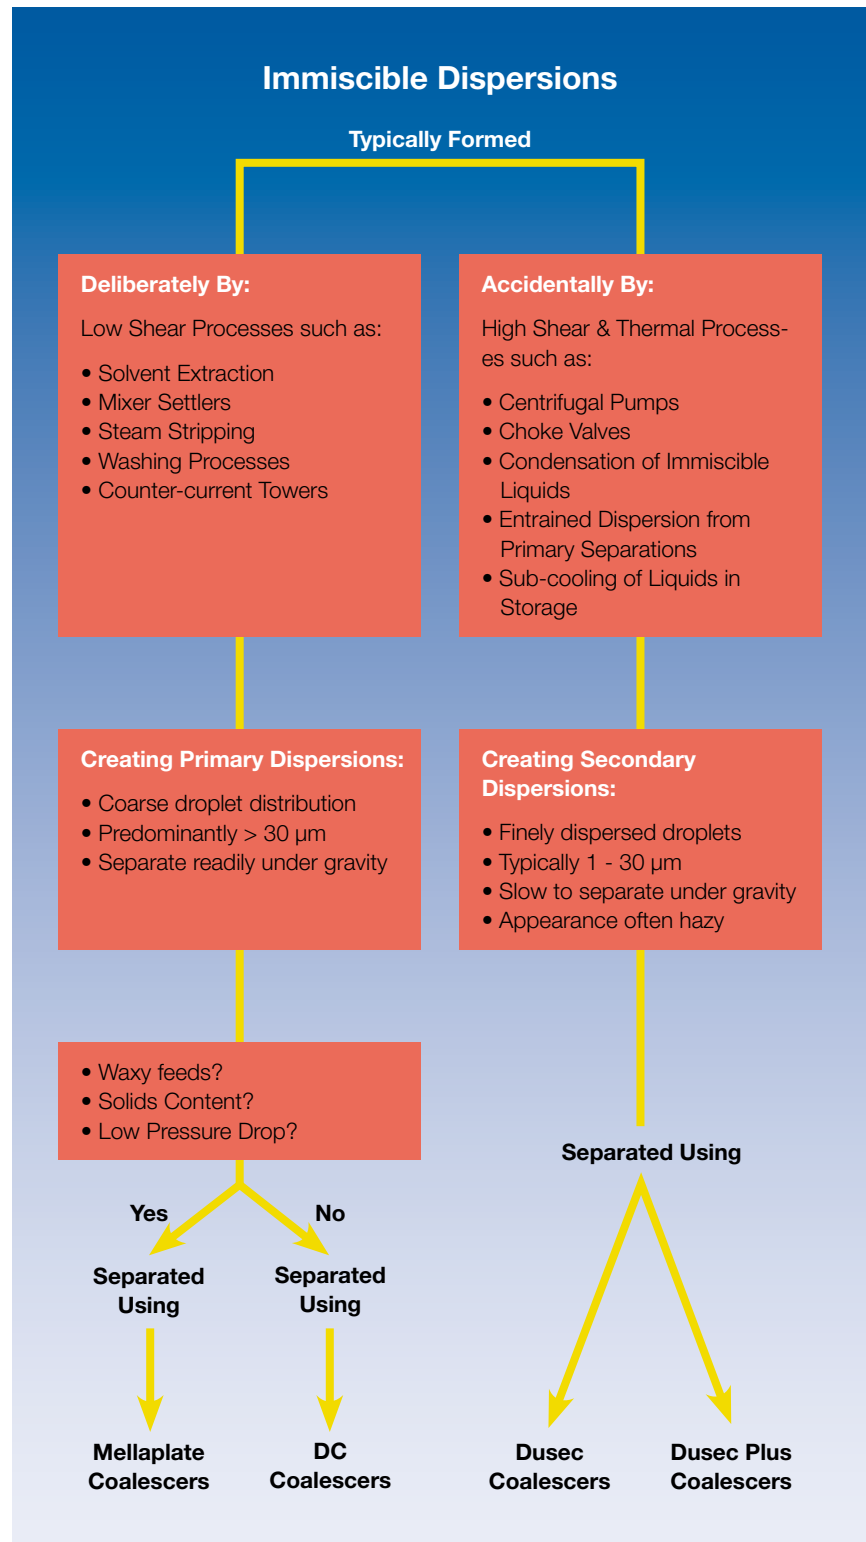 Immiscible Dispersions
Typically Formed
Deliberately By:
Low Shear Processes such as:
• Solvent Extraction
• Mixer Settlers
• Steam Stripping
• Washing Processes
• Counter-current Towers
Accidentally By:
High Shear & Thermal Process-
es such as:
• Centrifugal Pumps
• Choke Valves
• Condensation of Immiscible
Liquids
• Entrained Dispersion from
Primary Separations
• Sub-cooling of Liquids in
Storage
Creating Primary Dispersions:
• Coarse droplet distribution
• Predominantly > 30 µm
• Separate readily under gravity
Creating Secondary
Dispersions:
• Finely dispersed droplets
• Typically 1 - 30 µm
• Slow to separate under gravity
• Appearance often hazy
• Waxy feeds?
• Solids Content?
• Low Pressure Drop?
Yes
No
Separated
Using
Separated
Using
Separated Using
Mellaplate
Coalescers
DC
Coalescers
Dusec
Coalescers
Dusec Plus
Coalescers